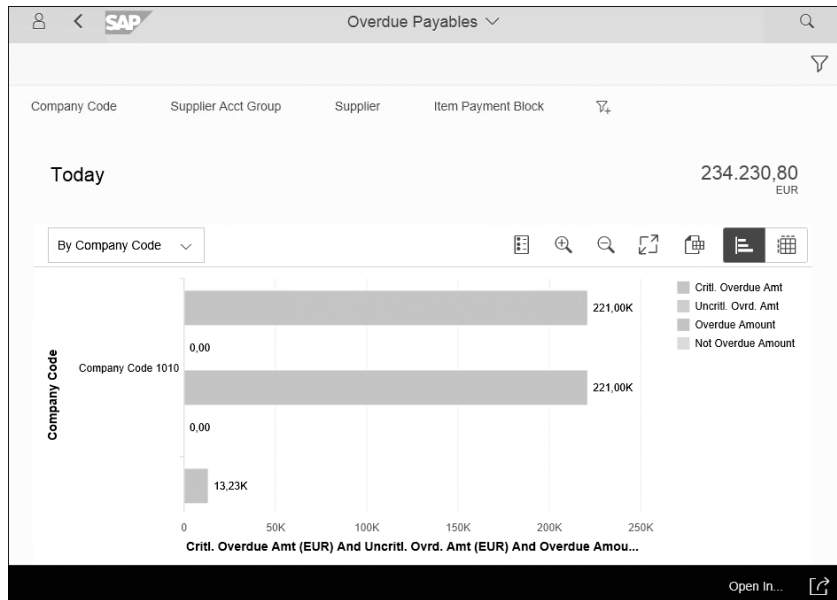 SAP
Overdue Payables
Company Code
Supplier Acct Group
Supplier
Item Payment Block
Today
234.230,80
EUR
By Company Code
Critl. Overdue Amt
Uncritl. Ovrd. Amt
Overdue Amount
Not Overdue Amount
Company Code
Company Code 1010
221,00K
0,00
221,00K
0,00
13,23K
0
50K
100K
150K
200K
250K
Critl. Overdue Amt (EUR) And Uncritl. Ovrd. Amt (EUR) And Overdue Amou...
Open In...